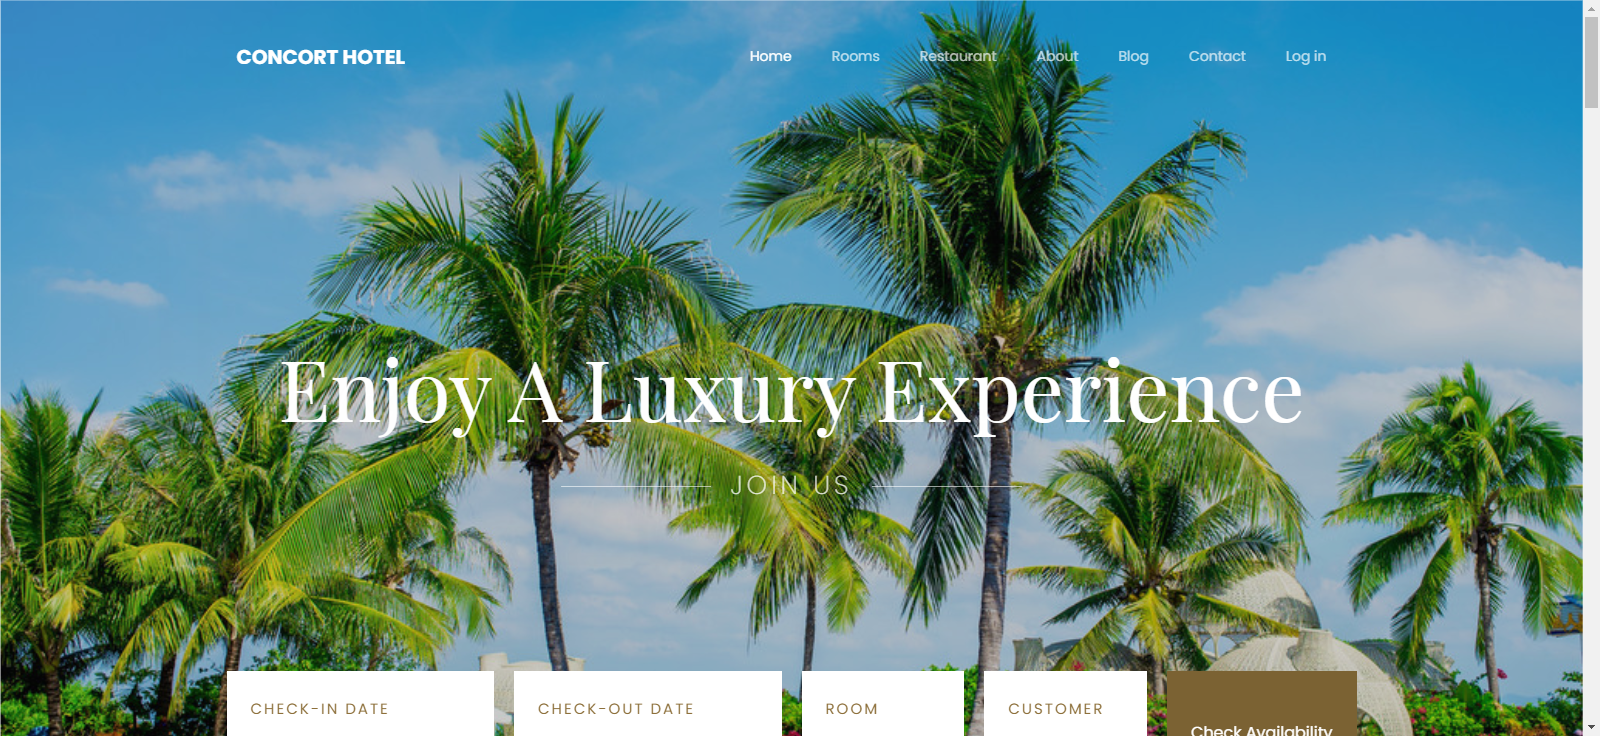 CONCORT HOTEL
Home Rooms Restaurant About Blog Contact Log in
Enjoy A Luxury Experience
JOIN US
CHECK-IN DATE CHECK-OUT DATE ROOM CUSTOMER
Check Availability